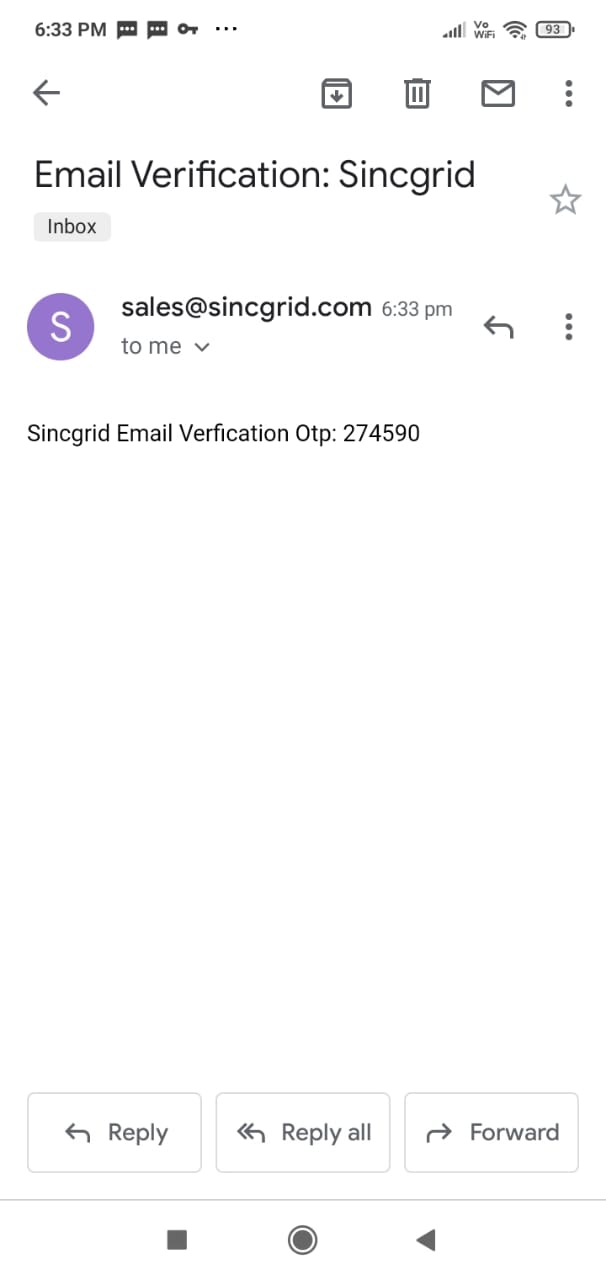 6:33 PM ... Vo WiFi 93
Email Verification: Sincgrid
Inbox
S
sales@sincgrid.com 6:33 pm
to me
Sincgrid Email Verfication Otp: 274590
Reply Reply all Forward